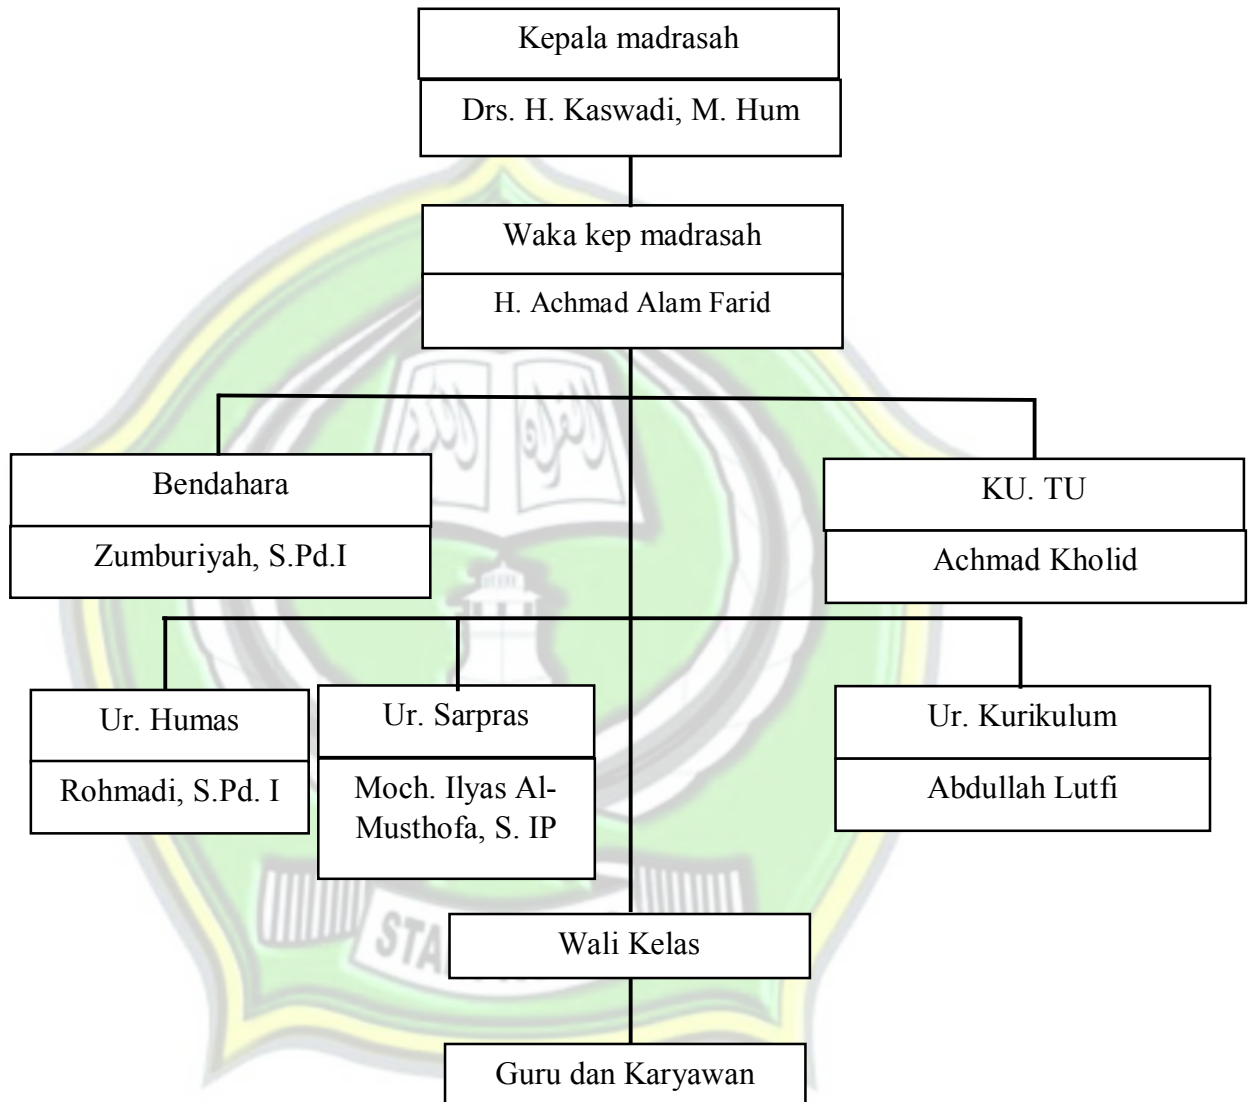 Kepala madrasah
Drs. H. Kaswadi, M. Hum
Waka kep madrasah
H. Achmad Alam Farid
Bendahara
Zumburiyah, S.Pd.I
KU. TU
Achmad Kholid
Ur. Humas
Rohmadi, S.Pd. I
Ur. Sarpras
Moch. Ilyas Al-
Musthofa, S. IP
Ur. Kurikulum
Abdullah Lutfi
Wali Kelas
Guru dan Karyawan